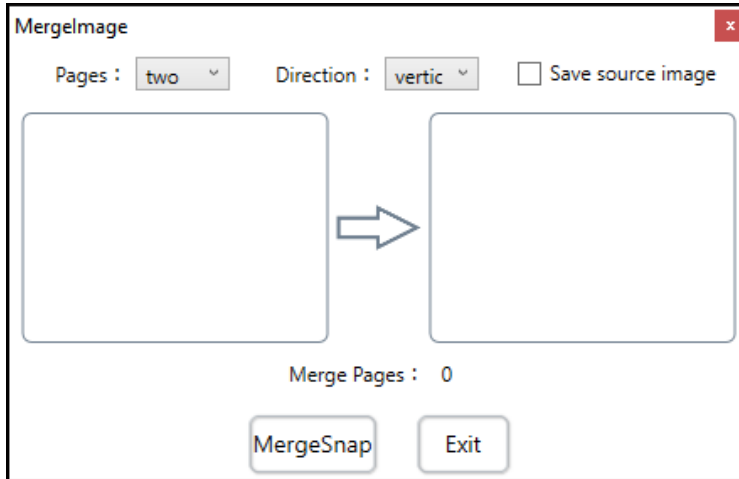 MergeImage x
Pages： two Direction： vertic Save source image
Merge Pages： 0
MergeSnap Exit